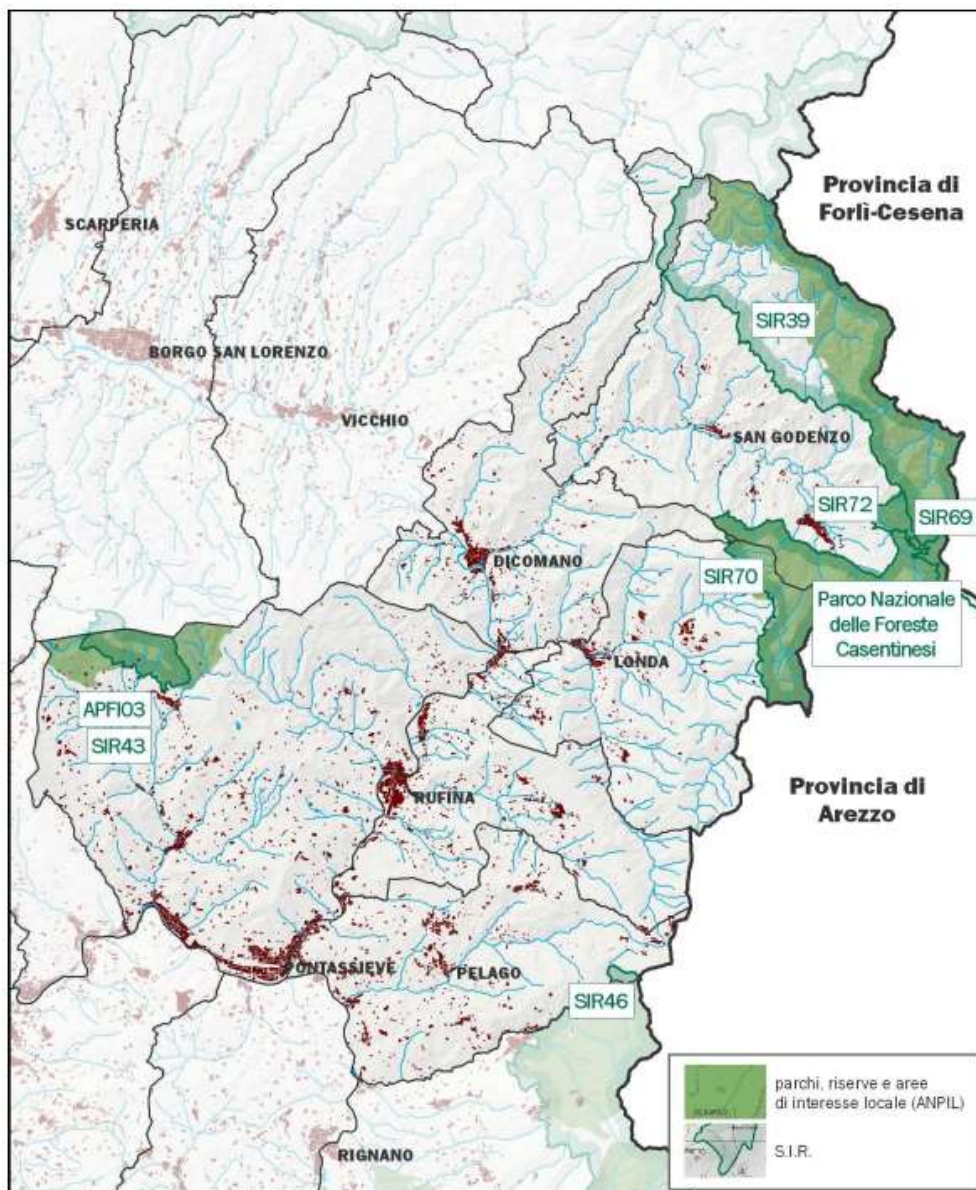 Provincia di
Forlì-Cesena
SCARPERIA
SIR39
BORGO SAN LORENZO
VICCHIO
SAN GODENZO
SIR72
SIR69
DICOMANO
SIR70
Parco Nazionale
delle Foreste
Casentinesi
LONDA
APFI03
SIR43
RUFINA
Provincia di
Arezzo
PONTASSIEVE
PELAGO
SIR46
parchi, riserve e aree
di interesse locale (ANPIL)
S.I.R.
RIGNANO